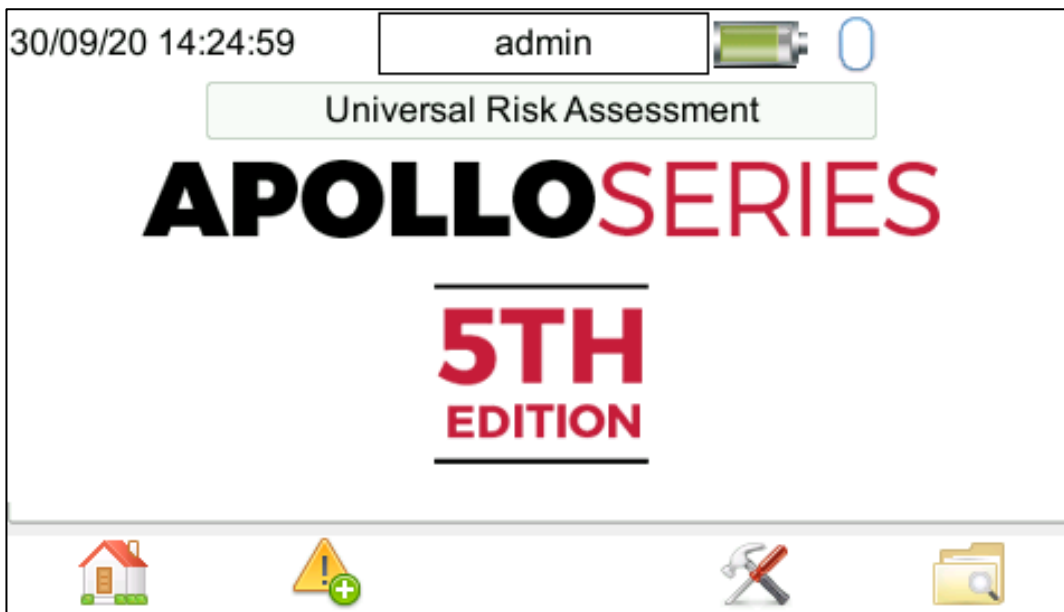 30/09/20 14:24:59 admin
Universal Risk Assessment
APOLLOSERIES
5TH
EDITION